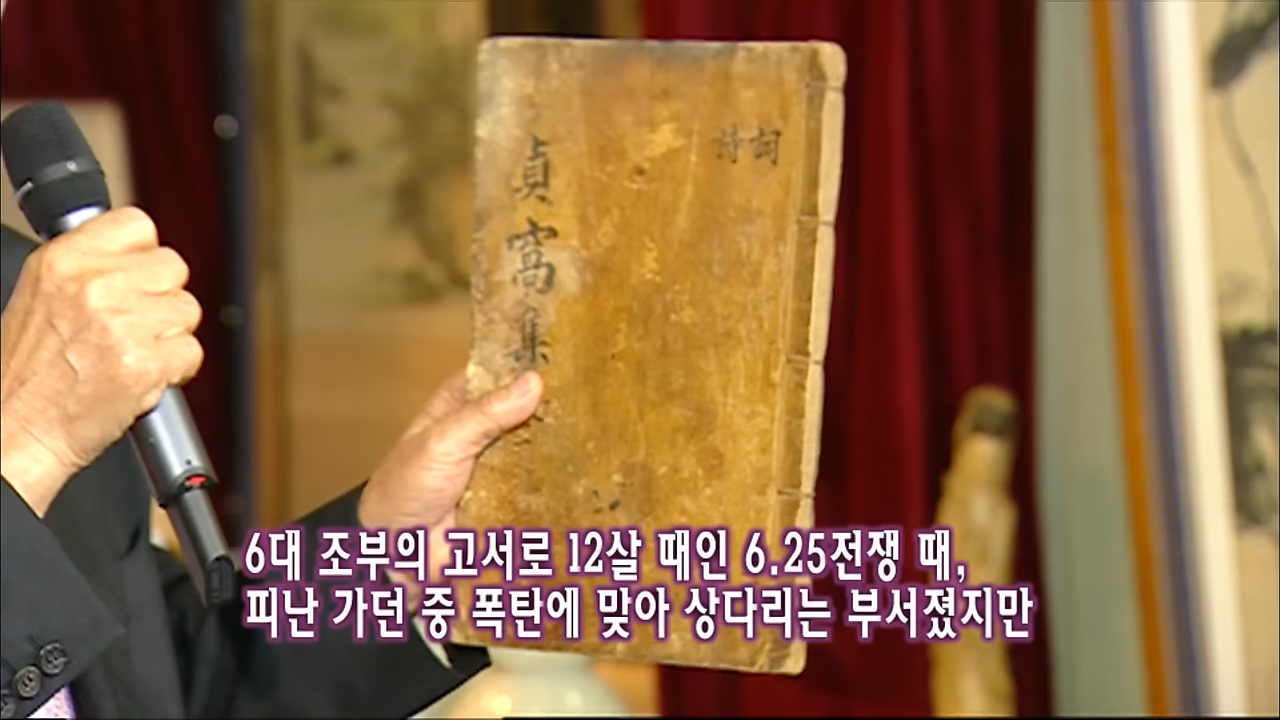 詩詞
貞窩集
6대 조부의 고서로 12살 때인 6.25전쟁 때,
피난 가던 중 폭탄에 맞아 상다리는 부서졌지만